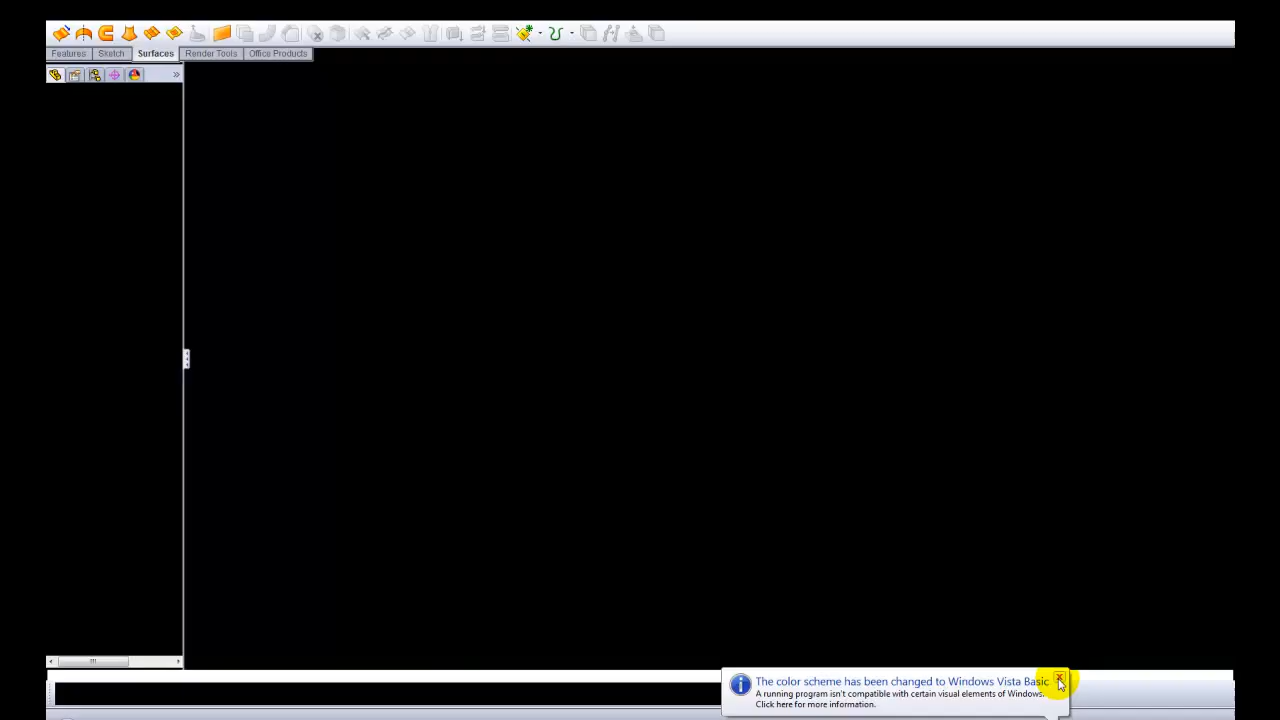 Features Sketch Surfaces Render Tools Office Products
The color scheme has been changed to Windows Vista Basic
A running program isn't compatible with certain visual elements of Windows.
Click here for more information.